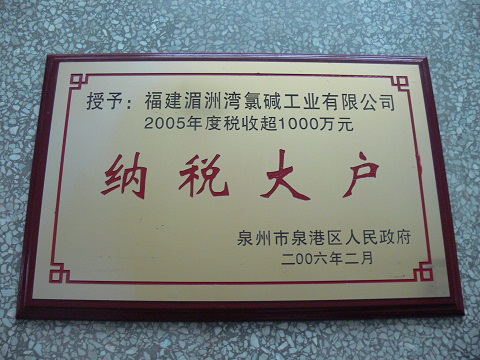 授予：福建湄洲湾氯碱工业有限公司
2005年度税收超1000万元
纳税大户
泉州市泉港区人民政府
二00六年二月